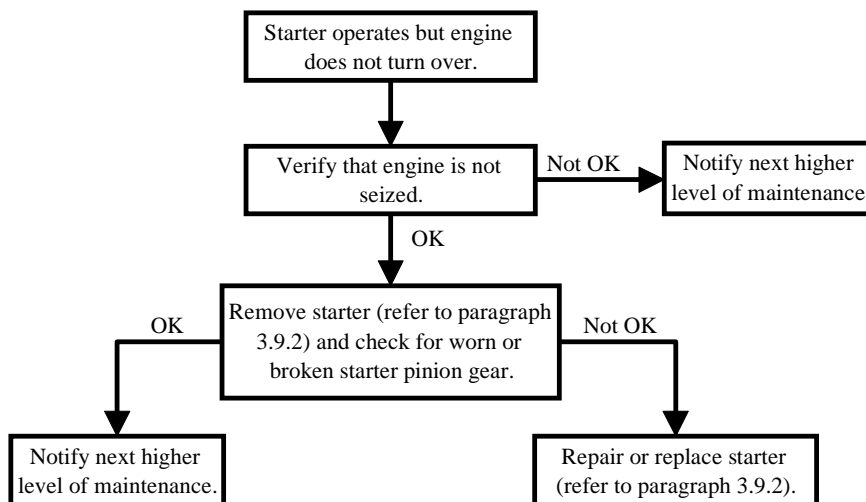 Starter operates but engine
does not turn over.
Verify that engine is not
seized.
Not OK
Notify next higher
level of maintenance
OK
Remove starter (refer to paragraph
3.9.2) and check for worn or
broken starter pinion gear.
OK
Not OK
Notify next higher
level of maintenance.
Repair or replace starter
(refer to paragraph 3.9.2).